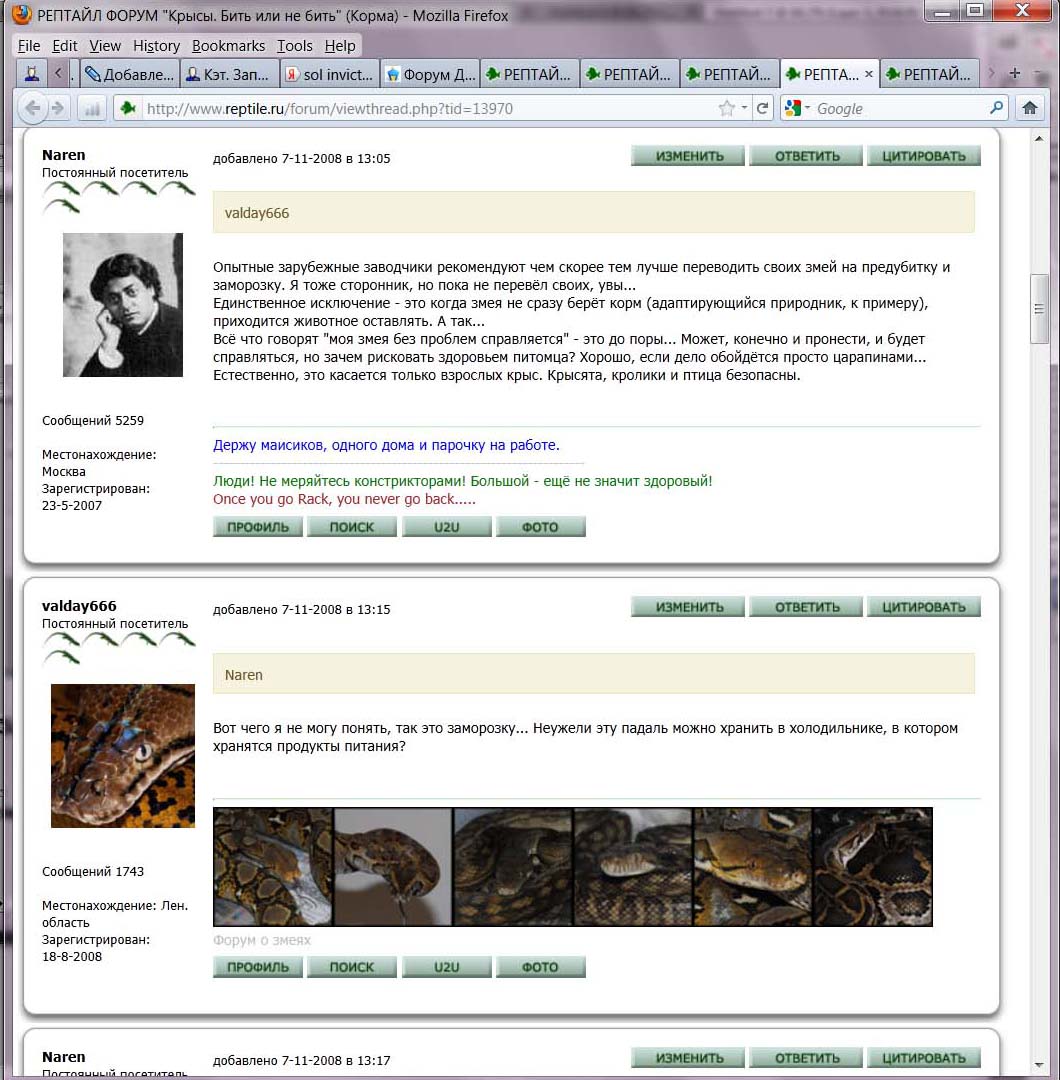 РЕПТАЙЛ ФОРУМ "Крысы. Бить или не бить" (Корма) - Mozilla Firefox
File Edit View History Bookmarks Tools Help
Добавле... Кэт. Зап... sol invict... Форум Д... РЕПТАЙ... РЕПТАЙ... РЕПТАЙ... РЕПТА... РЕПТАЙ...
http://www.reptile.ru/forum/viewthread.php?tid=13970 Google
Naren
Постоянный посетитель
добавлено 7-11-2008 в 13:05
ИЗМЕНИТЬ ОТВЕТИТЬ ЦИТИРОВАТЬ
valday666
Опытные зарубежные заводчики рекомендуют чем скорее тем лучше переводить своих змей на предубитку и
заморозку. Я тоже сторонник, но пока не перевёл своих, увы...
Единственное исключение - это когда змея не сразу берёт корм (адаптирующийся природник, к примеру),
приходится животное оставлять. А так...
Всё что говорят "моя змея без проблем справляется" - это до поры... Может, конечно и пронести, и будет
справляться, но зачем рисковать здоровьем питомца? Хорошо, если дело обойдётся просто царапинами...
Естественно, это касается только взрослых крыс. Крысята, кролики и птица безопасны.
Сообщений 5259
Местонахождение:
Москва
Зарегистрирован:
23-5-2007
Держу маисиков, одного дома и парочку на работе.
Люди! Не меряйтесь констрикторами! Большой - ещё не значит здоровый!
Once you go Rack, you never go back.....
ПРОФИЛЬ ПОИСК U2U ФОТО
valday666
Постоянный посетитель
добавлено 7-11-2008 в 13:15
ИЗМЕНИТЬ ОТВЕТИТЬ ЦИТИРОВАТЬ
Naren
Вот чего я не могу понять, так это заморозку... Неужели эту падаль можно хранить в холодильнике, в котором
хранятся продукты питания?
Сообщений 1743
Местонахождение: Лен.
область
Зарегистрирован:
18-8-2008
Форум о змеях
ПРОФИЛЬ ПОИСК U2U ФОТО
Naren
Постоянный посетитель
добавлено 7-11-2008 в 13:17
ИЗМЕНИТЬ ОТВЕТИТЬ ЦИТИРОВАТЬ